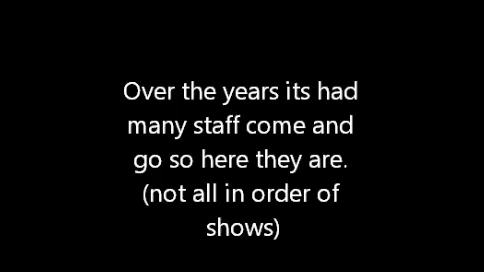 Over the years its had
many staff come and
go so here they are.
(not all in order of
shows)